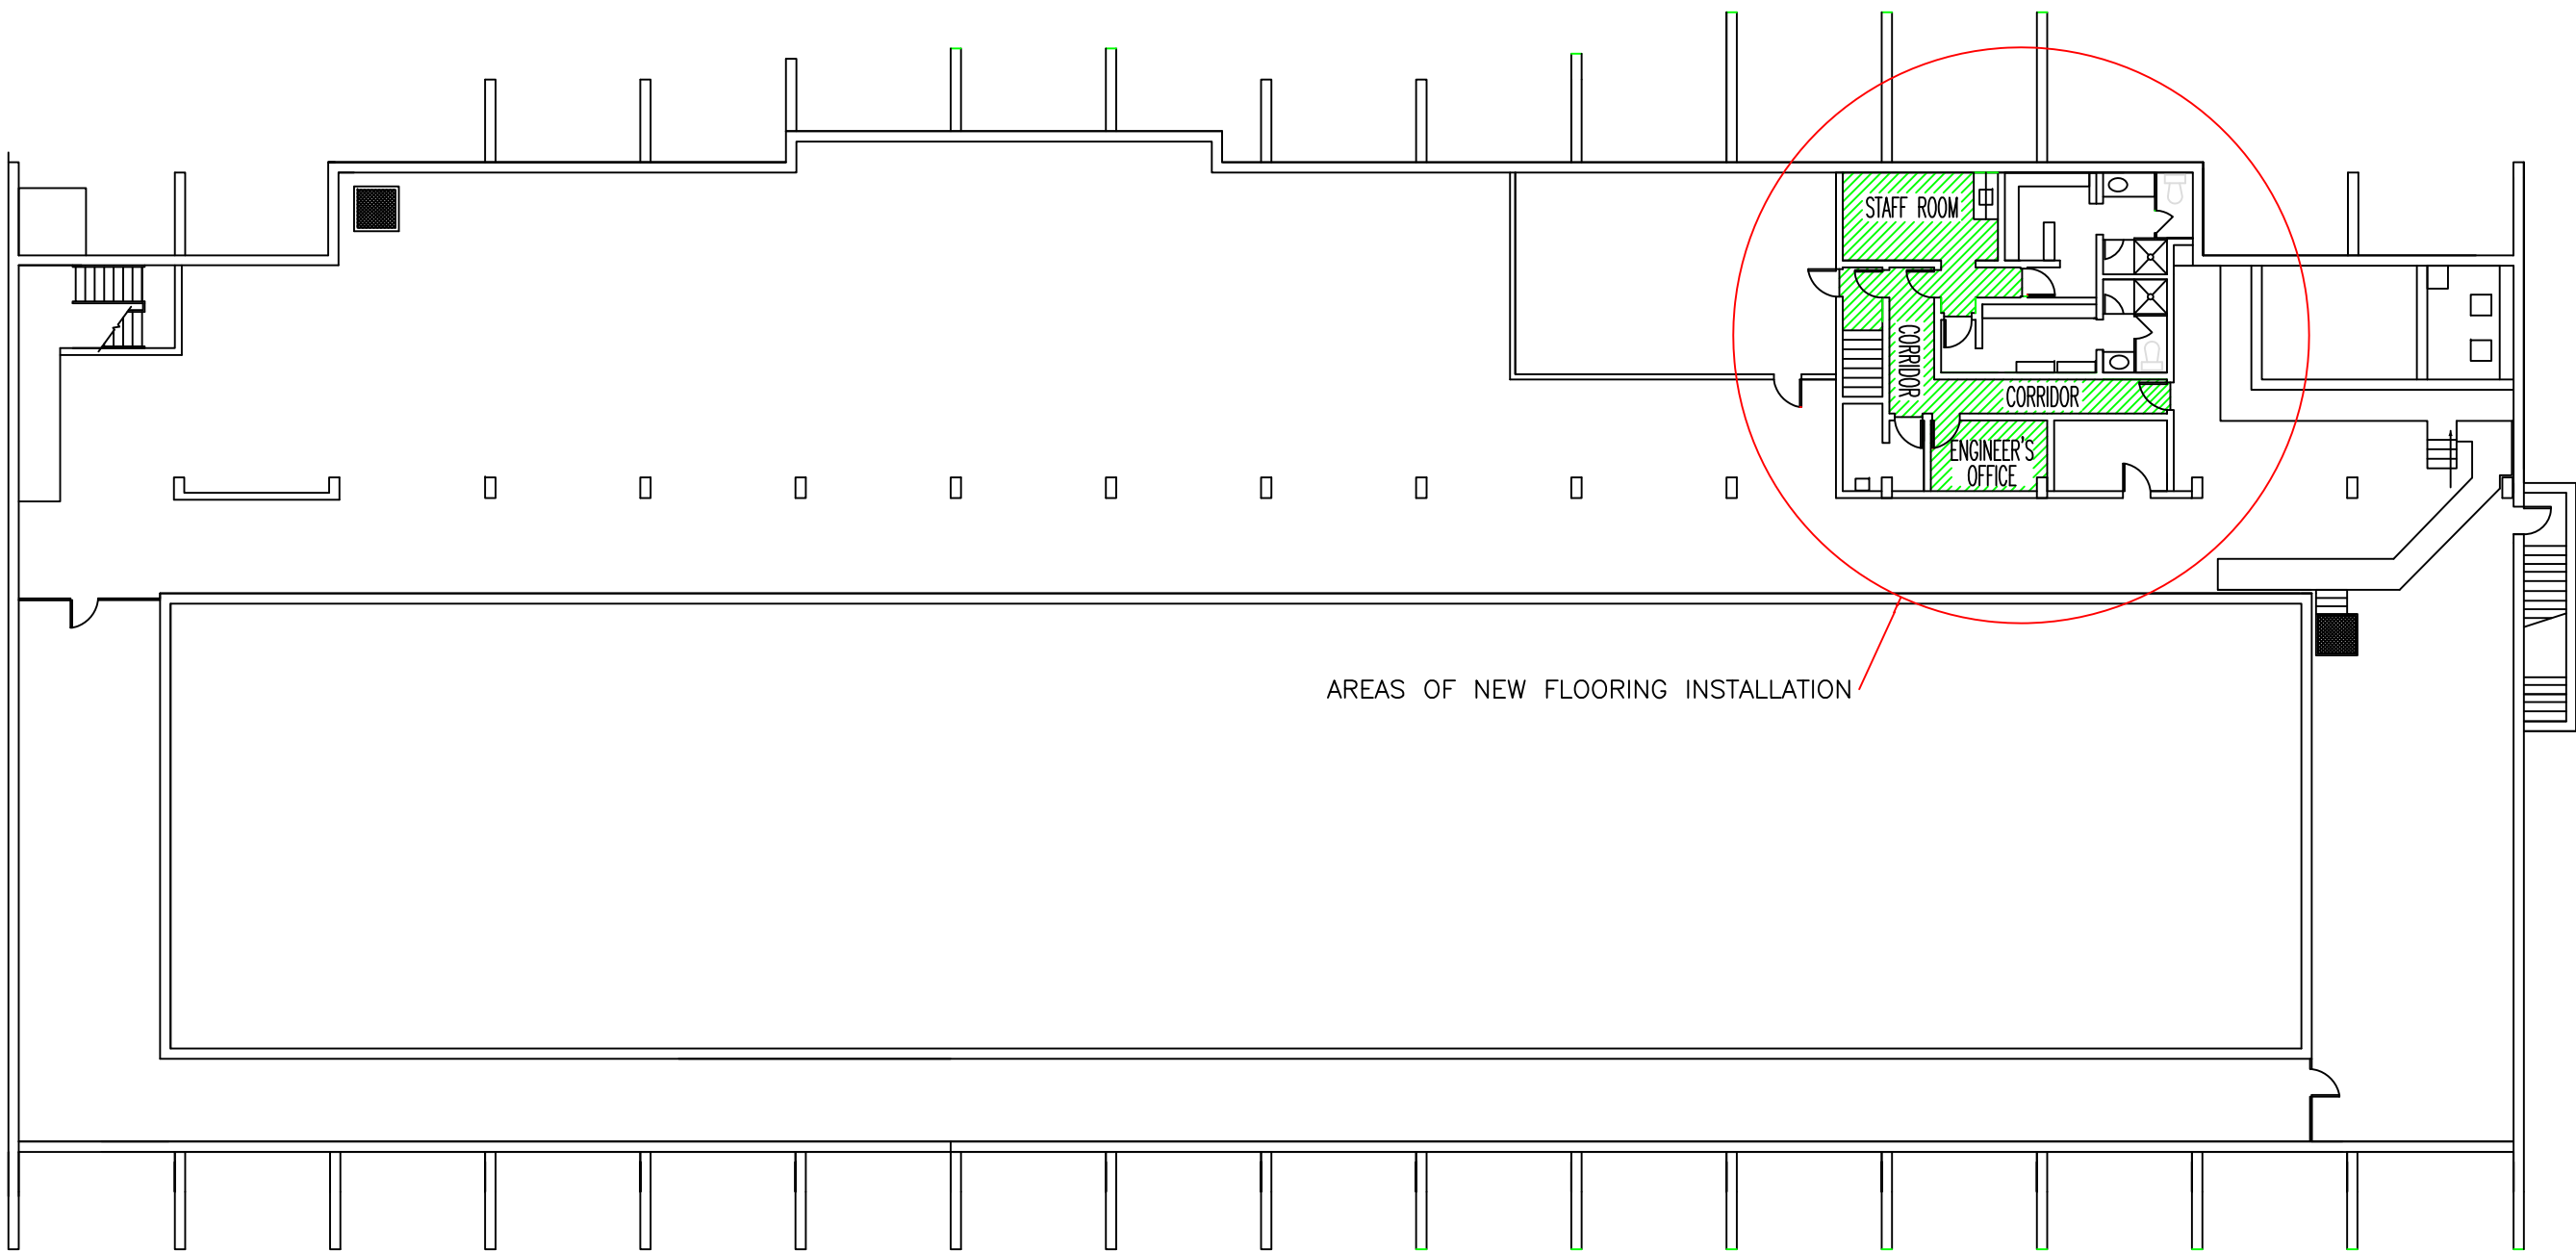 STAFF ROOM
CORRIDOR
CORRIDOR
ENGINEER'S
OFFICE
AREAS OF NEW FLOORING INSTALLATION